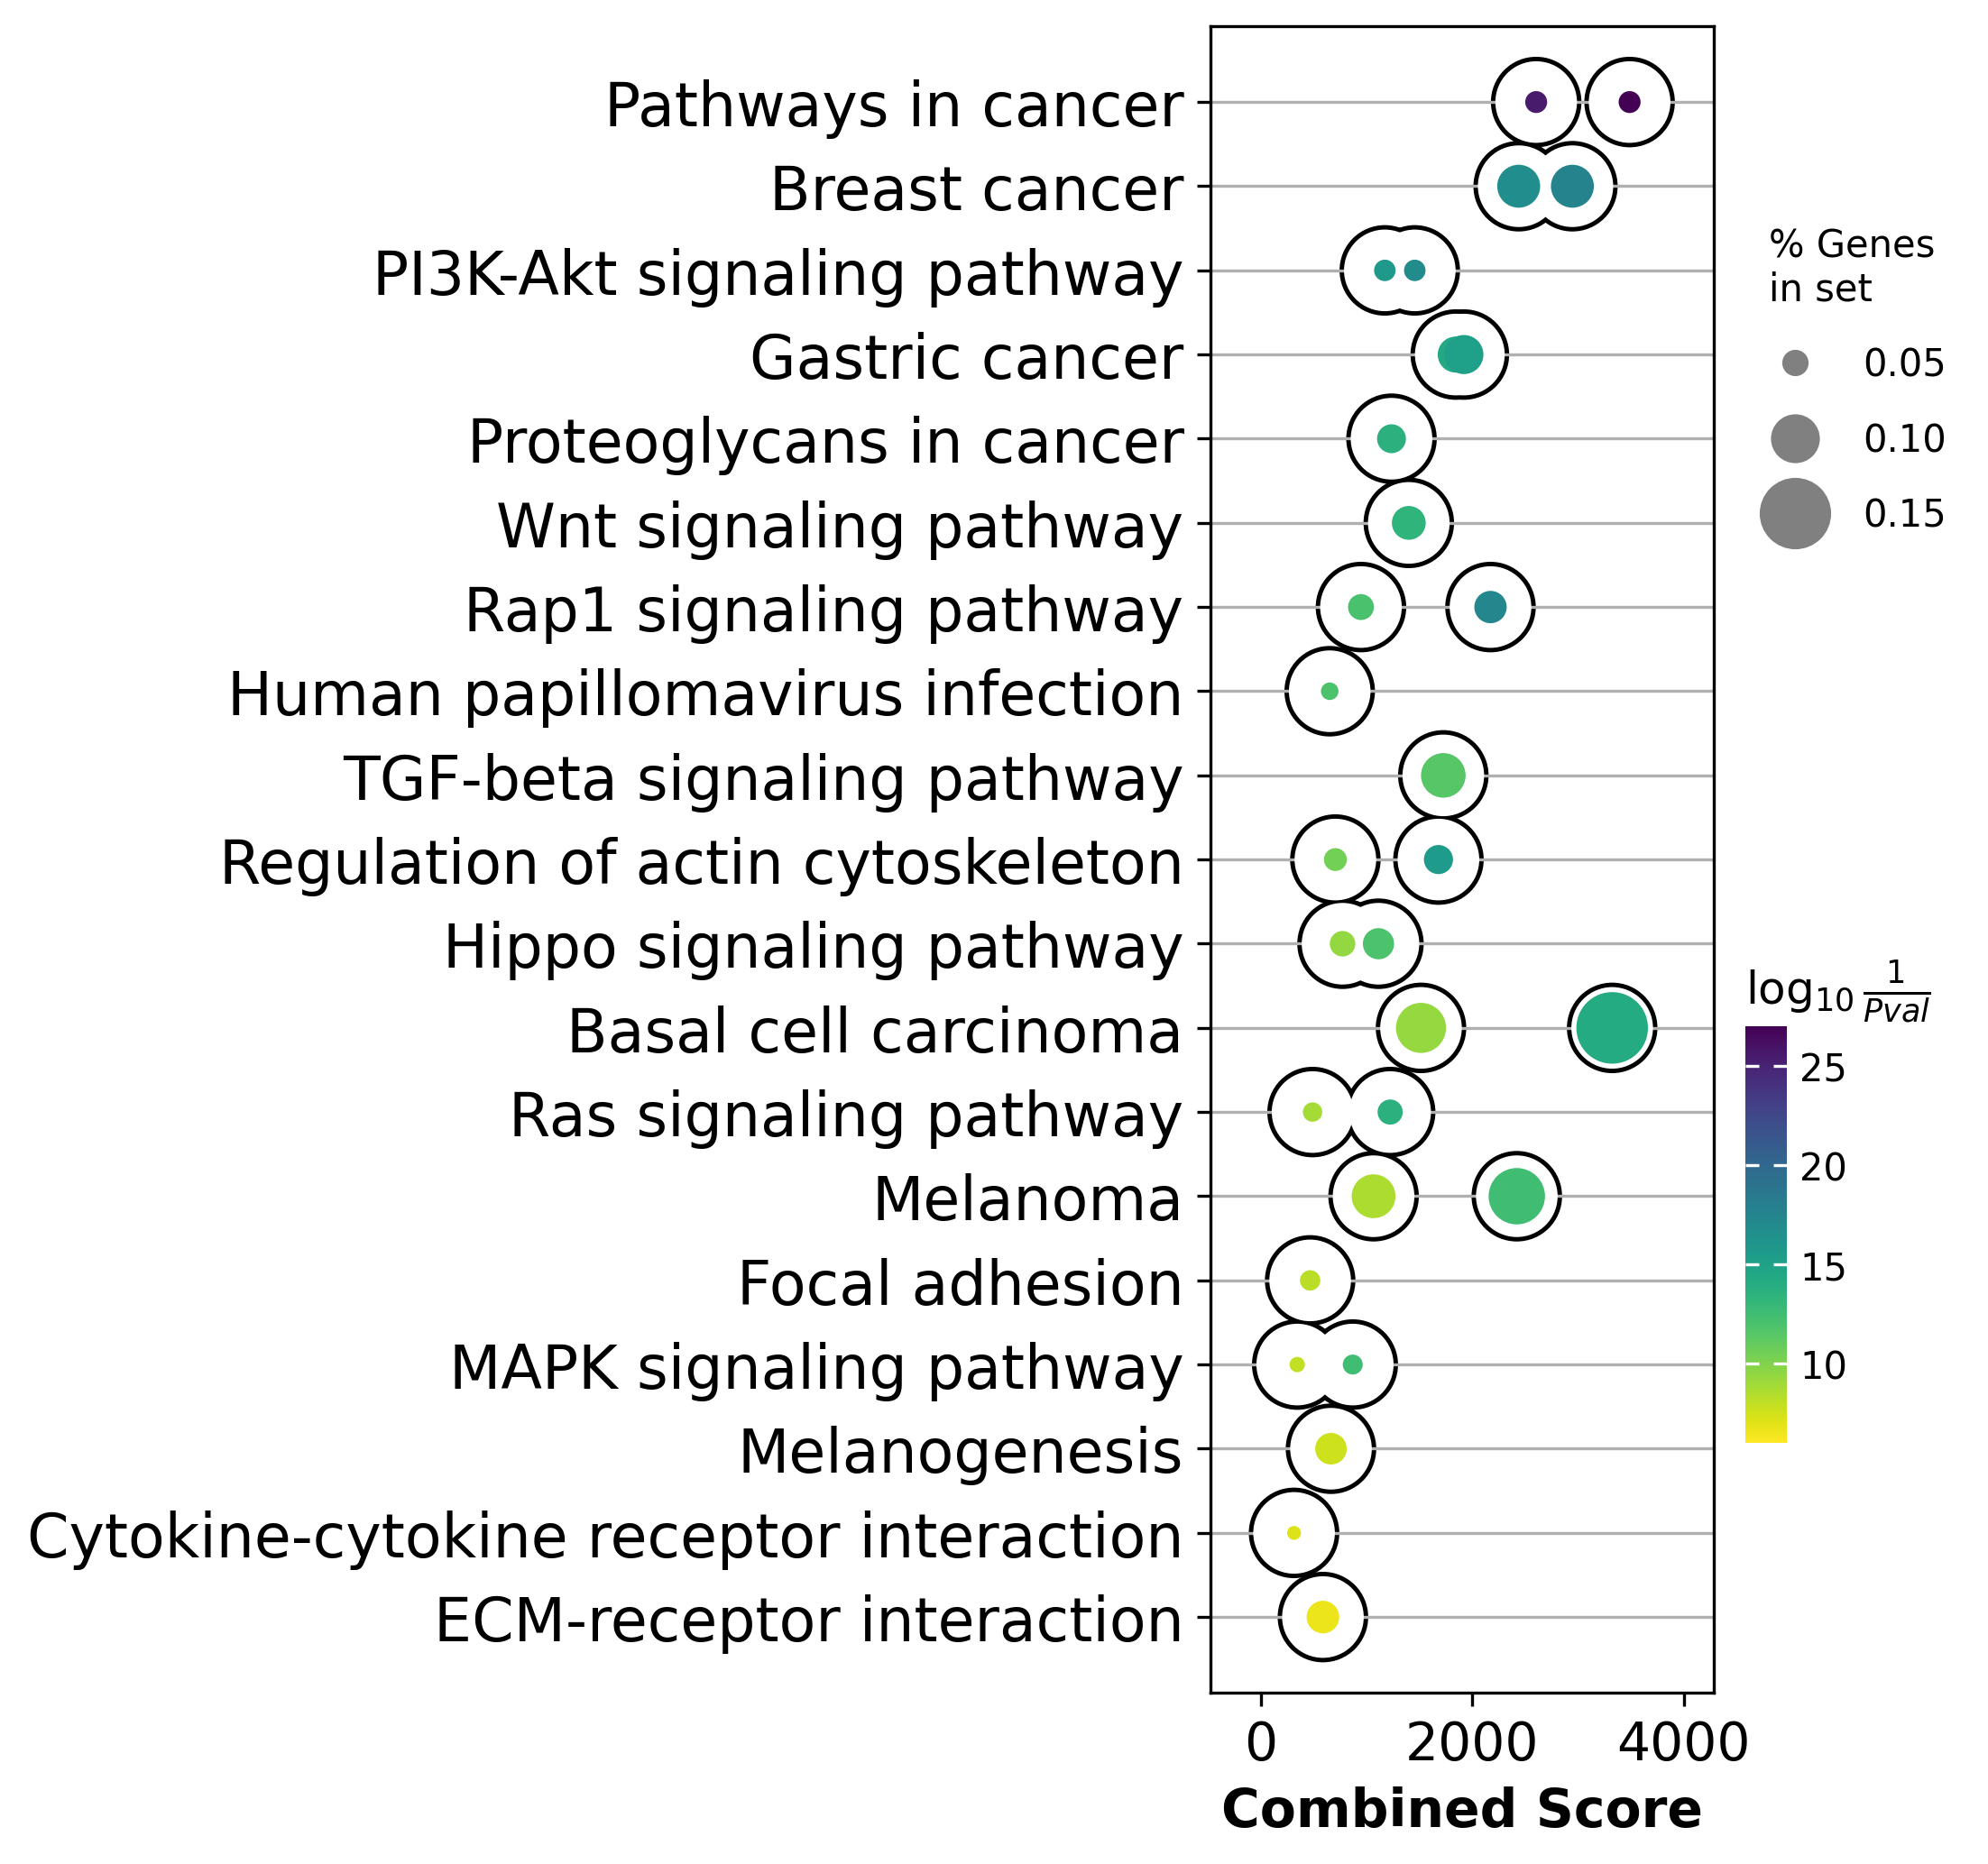 Pathways in cancer
Breast cancer
PI3K-Akt signaling pathway
Gastric cancer
Proteoglycans in cancer
Wnt signaling pathway
Rap1 signaling pathway
Human papillomavirus infection
TGF-beta signaling pathway
Regulation of actin cytoskeleton
Hippo signaling pathway
Basal cell carcinoma
Ras signaling pathway
Melanoma
Focal adhesion
MAPK signaling pathway
Melanogenesis
Cytokine-cytokine receptor interaction
ECM-receptor interaction
0 2000 4000
Combined Score
% Genes
in set
0.05
0.10
0.15
log₁₀ 1/Pval
25
20
15
10